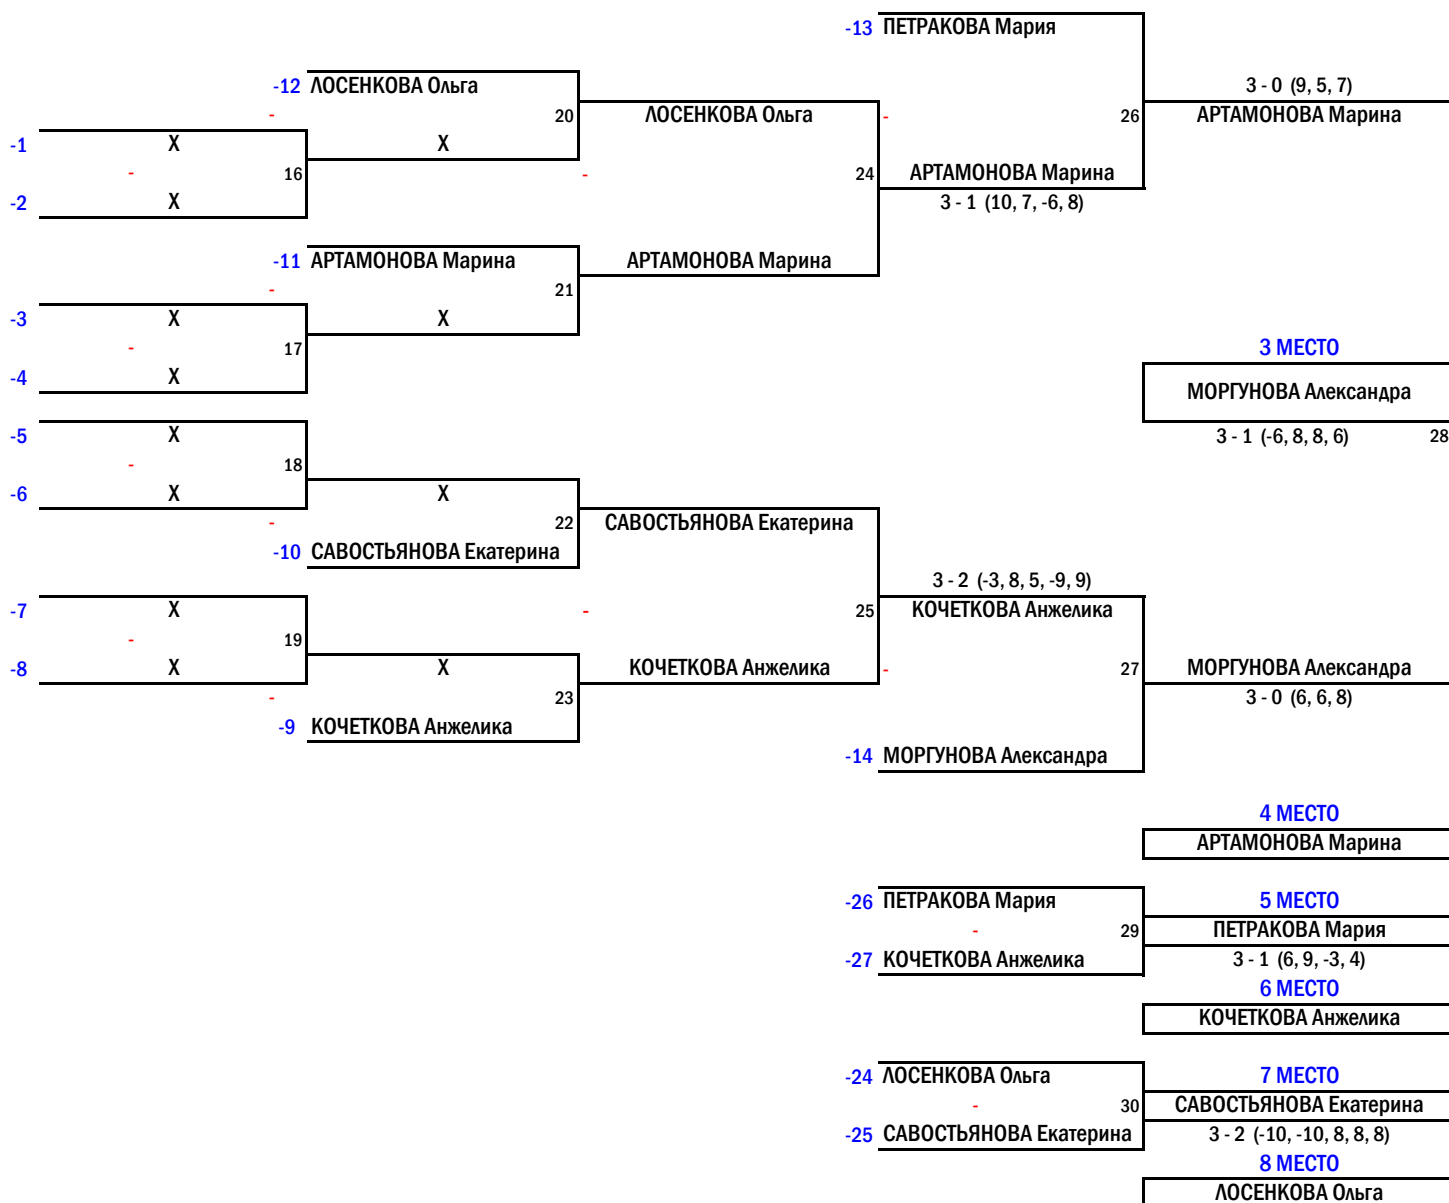 -13 ПЕТРАКОВА Мария
-12 ЛОСЕНКОВА Ольга
3 - 0 (9, 5, 7)
-
20
ЛОСЕНКОВА Ольга
-
26
АРТАМОНОВА Марина
-1 X
X
-
16
-
24
АРТАМОНОВА Марина
-2 X
3 - 1 (10, 7, -6, 8)
-11 АРТАМОНОВА Марина
АРТАМОНОВА Марина
-
21
-3 X
X
-
17
3 МЕСТО
-4 X
МОРГУНОВА Александра
-5 X
3 - 1 (-6, 8, 8, 6)
28
-
18
-6 X
X
-
22
САВОСТЬЯНОВА Екатерина
-10 САВОСТЬЯНОВА Екатерина
3 - 2 (-3, 8, 5, -9, 9)
-7 X
-
25
КОЧЕТКОВА Анжелика
-
19
-8 X
X
КОЧЕТКОВА Анжелика
-
27
МОРГУНОВА Александра
-
23
3 - 0 (6, 6, 8)
-9 КОЧЕТКОВА Анжелика
-14 МОРГУНОВА Александра
4 МЕСТО
АРТАМОНОВА Марина
-26 ПЕТРАКОВА Мария
5 МЕСТО
-
29
ПЕТРАКОВА Мария
-27 КОЧЕТКОВА Анжелика
3 - 1 (6, 9, -3, 4)
6 МЕСТО
КОЧЕТКОВА Анжелика
-24 ЛОСЕНКОВА Ольга
7 МЕСТО
-
30
САВОСТЬЯНОВА Екатерина
-25 САВОСТЬЯНОВА Екатерина
3 - 2 (-10, -10, 8, 8, 8)
8 МЕСТО
ЛОСЕНКОВА Ольга